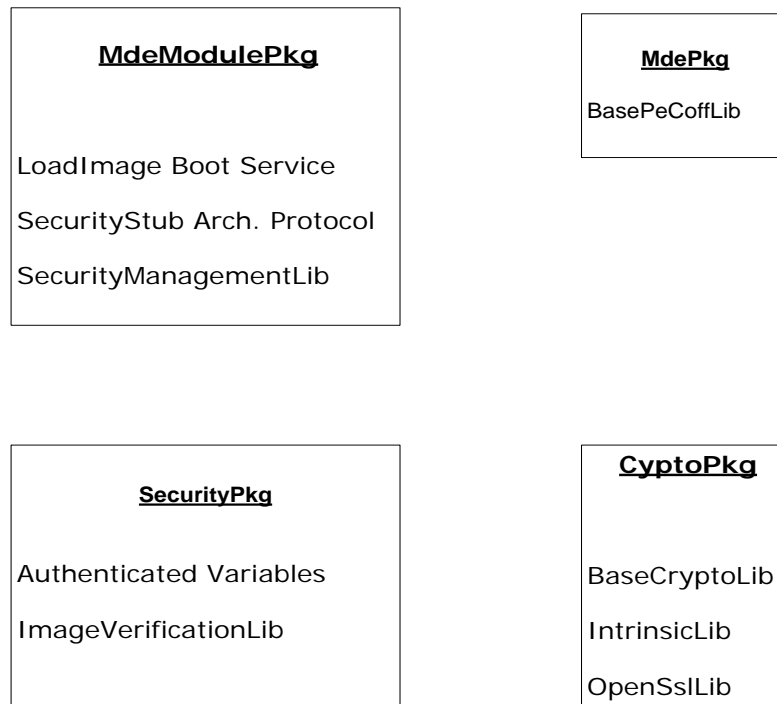 MdeModulePkg
LoadImage Boot Service
SecurityStub Arch. Protocol
SecurityManagementLib
MdePkg
BasePeCoffLib
SecurityPkg
Authenticated Variables
ImageVerificationLib
CyptoPkg
BaseCryptoLib
IntrinsicLib
OpenSslLib